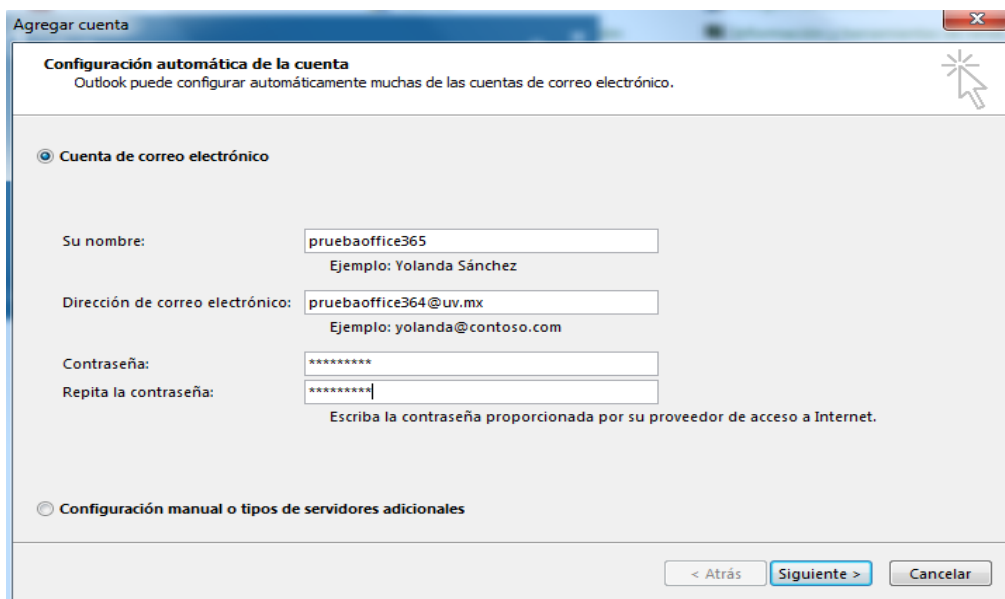 Agregar cuenta
Configuración automática de la cuenta
Outlook puede configurar automáticamente muchas de las cuentas de correo electrónico.
Cuenta de correo electrónico
Su nombre: pruebaoffice365
Ejemplo: Yolanda Sánchez
Dirección de correo electrónico: pruebaoffice364@uv.mx
Ejemplo: yolanda@contoso.com
Contraseña: *********
Repita la contraseña: *********
Escriba la contraseña proporcionada por su proveedor de acceso a Internet.
Configuración manual o tipos de servidores adicionales
< Atrás Siguiente > Cancelar